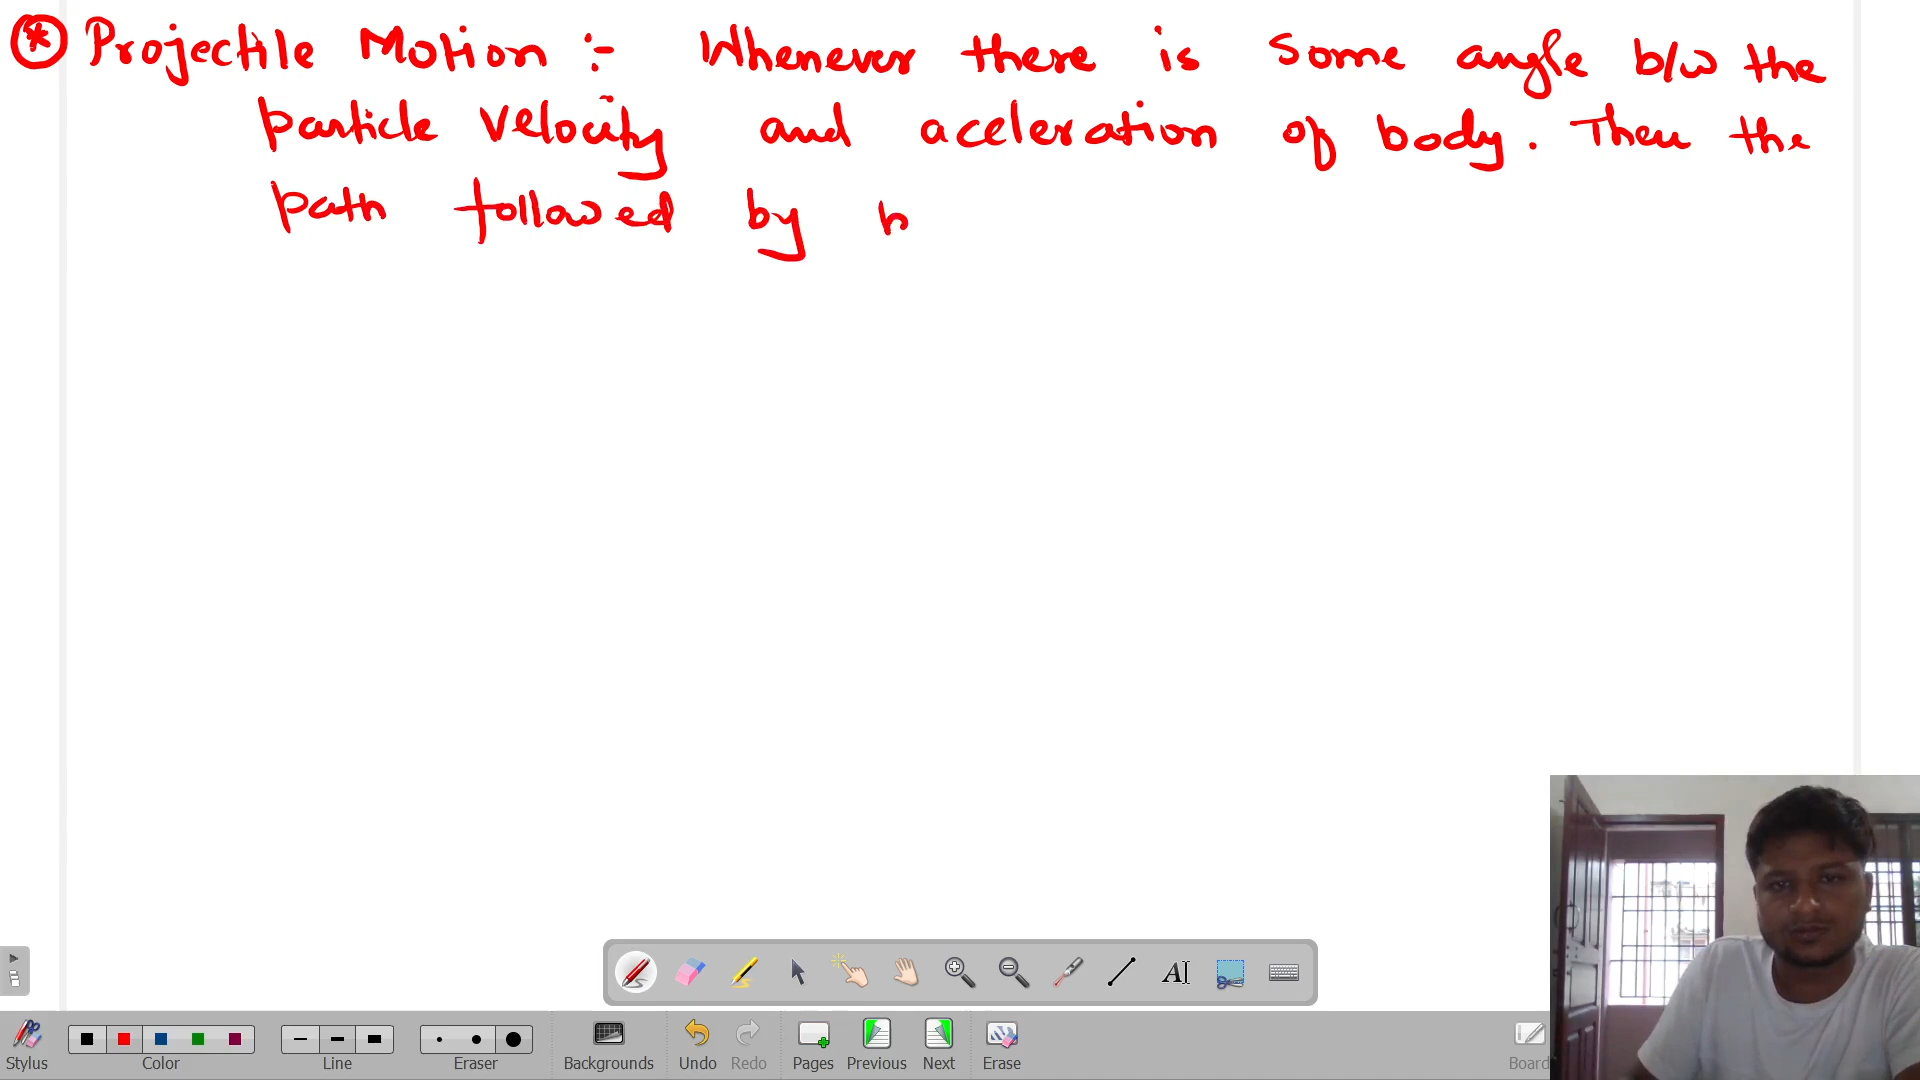 * Projectile Motion :- Whenever there is some angle b/w the
particle velocity and aceleration of body. Then the
path followed by
Stylus
Color
Line
Eraser
Backgrounds
Undo
Redo
Pages
Previous
Next
Erase
Board